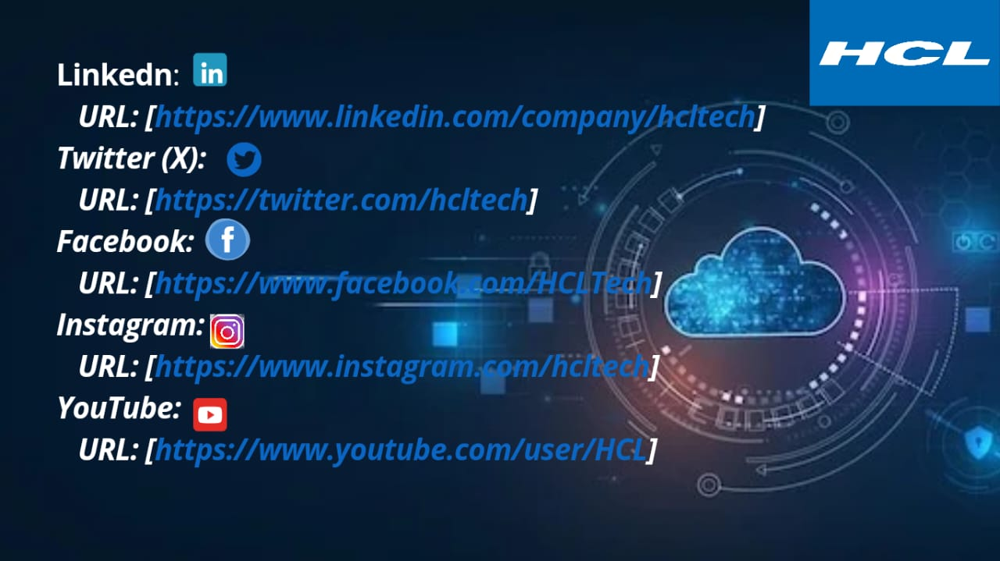 HCL
Linkedn:
URL: [https://www.linkedin.com/company/hcltech]
Twitter (X):
URL: [https://twitter.com/hcltech]
Facebook:
URL: [https://www.facebook.com/HCLTech]
Instagram:
URL: [https://www.instagram.com/hcltech]
YouTube:
URL: [https://www.youtube.com/user/HCL]